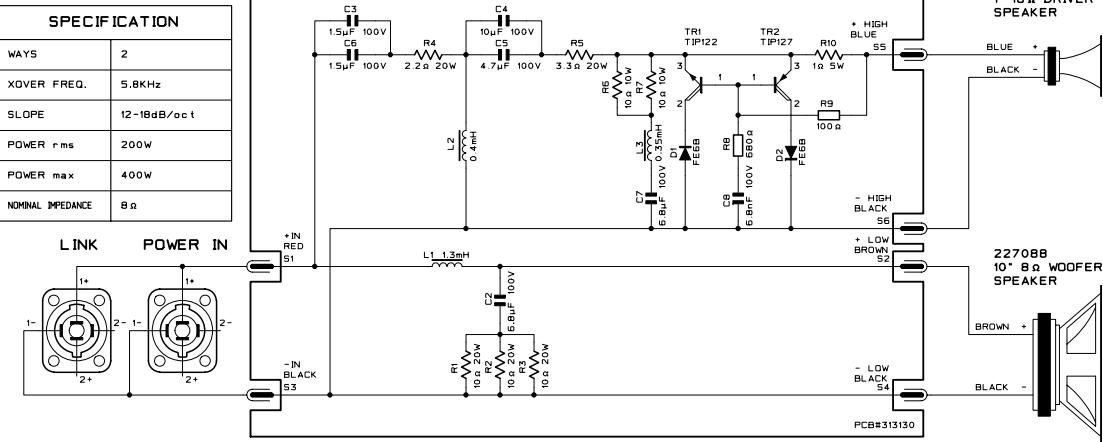 SPECIFICATION
WAYS 2
XOVER FREQ. 5.8KHz
SLOPE 12-18dB/oct
POWER rms 200W
POWER max 400W
NOMINAL IMPEDANCE 8Ω
LINK POWER IN
1+ 1+
1- 2- 1- 2-
2+ 2+
+IN
RED
S1
-IN
BLACK
S3
C3
1.5µF 100V
C6
1.5µF 100V
R4
2.2Ω 20W
C4
10µF 100V
C5
4.7µF 100V
R5
3.3Ω 20W
L2
0.4mH
R6
10Ω 10W
R7
10Ω 10W
L3
0.35mH
C7
6.8µF 100V
TR1
TIP122
3
1
2
D1
FE6B
TR2
TIP127
3
1
2
D2
FE6B
R8
680Ω
C8
6.8nF 100V
R10
1Ω 5W
R9
100Ω
+ HIGH
BLUE
S5
- HIGH
BLACK
S6
+ LOW
BROWN
S2
- LOW
BLACK
S4
L1 1.3mH
C2
6.8µF 100V
R1
10Ω 20W
R2
10Ω 20W
R3
10Ω 20W
PCB#313130
DRIVER
SPEAKER
BLUE +
BLACK -
227088
10" 8Ω WOOFER
SPEAKER
BROWN +
BLACK -